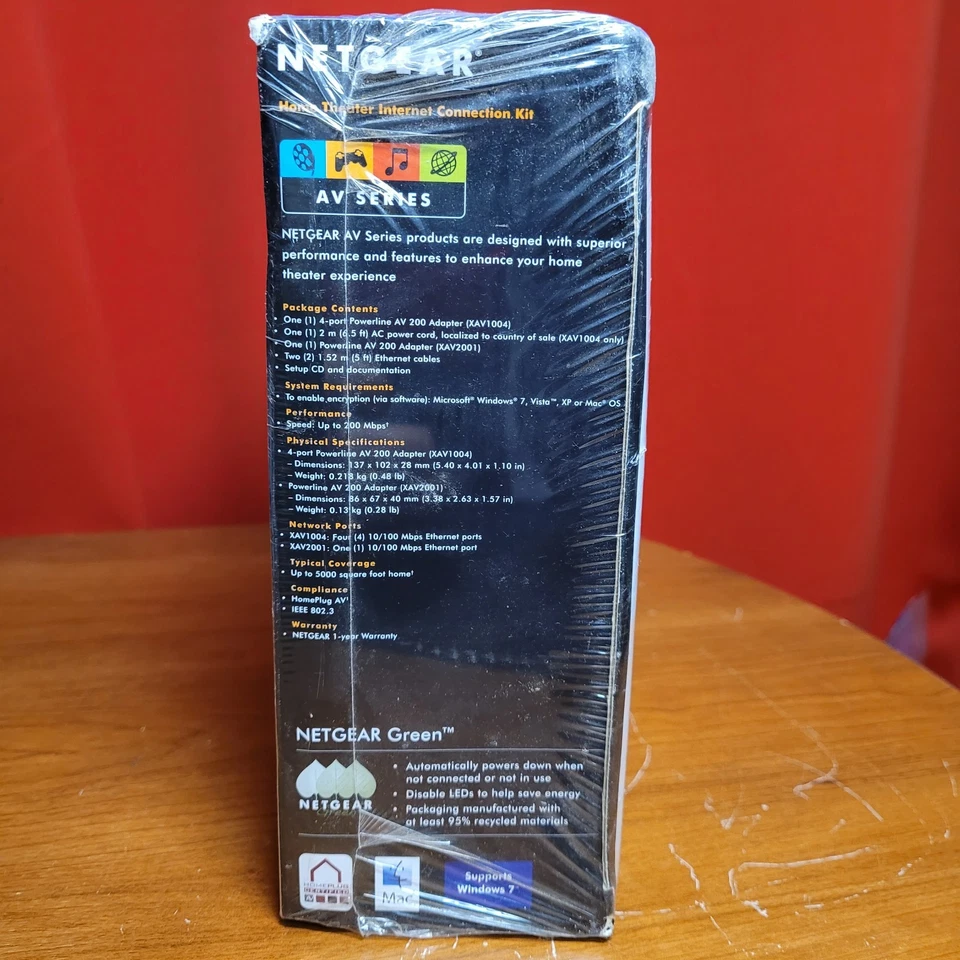 NETGEAR®
Home Theater Internet Connection Kit
AV SERIES
NETGEAR AV Series products are designed with superior
performance and features to enhance your home
theater experience
Package Contents
• One (1) 4-port Powerline AV 200 Adapter (XAV1004)
• One (1) 2 m (6.5 ft) AC power cord, localized to country of sale (XAV1004 only)
• One (1) Powerline AV 200 Adapter (XAV2001)
• Two (2) 1.52 m (5 ft) Ethernet cables
• Setup CD and documentation
System Requirements
• To enable encryption (via software): Microsoft® Windows® 7, Vista™, XP or Mac® OS
Performance
• Speed: Up to 200 Mbps†
Physical Specifications
• 4-port Powerline AV 200 Adapter (XAV1004)
– Dimensions: 137 x 102 x 28 mm (5.40 x 4.01 x 1.10 in)
– Weight: 0.218 kg (0.48 lb)
• Powerline AV 200 Adapter (XAV2001)
– Dimensions: 86 x 67 x 40 mm (3.38 x 2.63 x 1.57 in)
– Weight: 0.13 kg (0.28 lb)
Network Ports
• XAV1004: Four (4) 10/100 Mbps Ethernet ports
• XAV2001: One (1) 10/100 Mbps Ethernet port
Typical Coverage
• Up to 5000 square foot home†
Compliance
• HomePlug AV
• IEEE 802.3
Warranty
• NETGEAR 1-year Warranty
NETGEAR Green™
• Automatically powers down when
not connected or not in use
• Disable LEDs to help save energy
• Packaging manufactured with
at least 95% recycled materials
NETGEAR
green
HOMEPLUG
CERTIFIED
AV
Mac
Supports
Windows 7